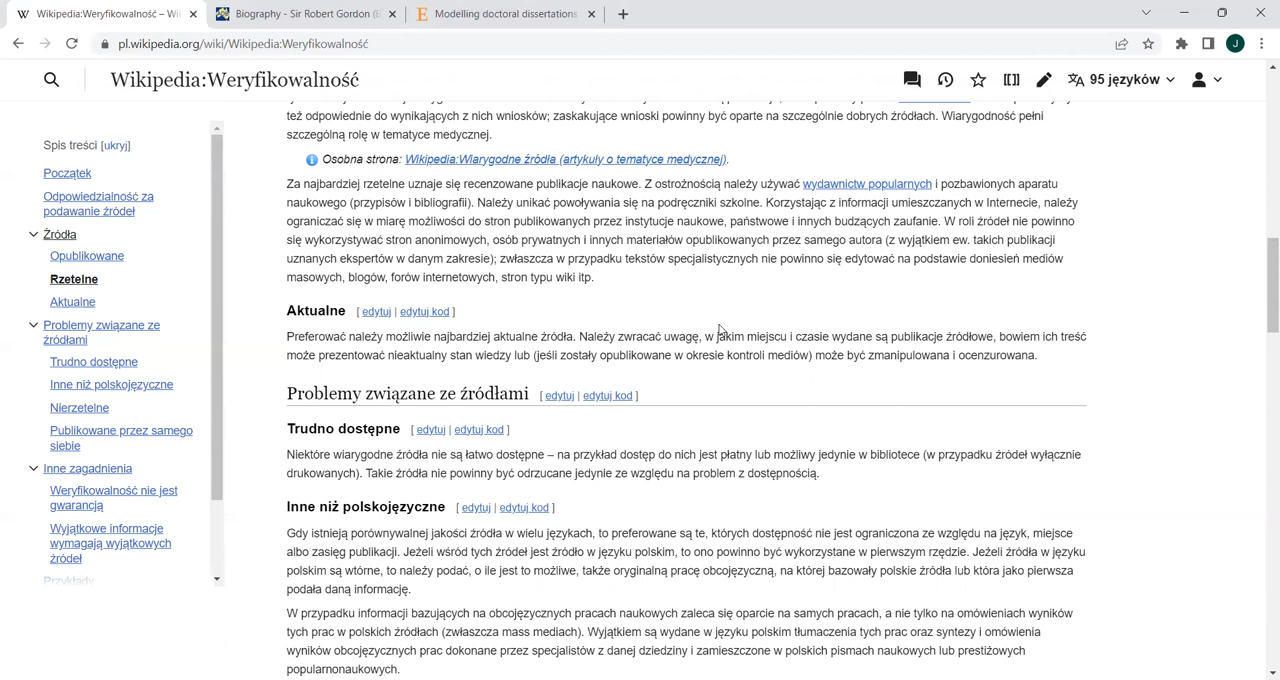 Wikipedia:Weryfikowalność – Wi
Biography - Sir Robert Gordon (B
Modelling doctoral dissertations
pl.wikipedia.org/wiki/Wikipedia:Weryfikowalność
J
Wikipedia:Weryfikowalność
95 języków
Spis treści [ukryj]
Początek
Odpowiedzialność za
podawanie źródeł
Źródła
Opublikowane
Rzetelne
Aktualne
Problemy związane ze
źródłami
Trudno dostępne
Inne niż polskojęzyczne
Nierzetelne
Publikowane przez samego
siebie
Inne zagadnienia
Weryfikowalność nie jest
gwarancją
Wyjątkowe informacje
wymagają wyjątkowych
źródeł
Przykłady
też odpowiednie do wynikających z nich wniosków; zaskakujące wnioski powinny być oparte na szczególnie dobrych źródłach. Wiarygodność pełni
szczególną rolę w tematyce medycznej.
Osobna strona: Wikipedia:Wiarygodne źródła (artykuły o tematyce medycznej).
Za najbardziej rzetelne uznaje się recenzowane publikacje naukowe. Z ostrożnością należy używać wydawnictw popularnych i pozbawionych aparatu
naukowego (przypisów i bibliografii). Należy unikać powoływania się na podręczniki szkolne. Korzystając z informacji umieszczanych w Internecie, należy
ograniczać się w miarę możliwości do stron publikowanych przez instytucje naukowe, państwowe i innych budzących zaufanie. W roli źródeł nie powinno
się wykorzystywać stron anonimowych, osób prywatnych i innych materiałów opublikowanych przez samego autora (z wyjątkiem ew. takich publikacji
uznanych ekspertów w danym zakresie); zwłaszcza w przypadku tekstów specjalistycznych nie powinno się edytować na podstawie doniesień mediów
masowych, blogów, forów internetowych, stron typu wiki itp.
Aktualne [ edytuj | edytuj kod ]
Preferować należy możliwie najbardziej aktualne źródła. Należy zwracać uwagę, w jakim miejscu i czasie wydane są publikacje źródłowe, bowiem ich treść
może prezentować nieaktualny stan wiedzy lub (jeśli zostały opublikowane w okresie kontroli mediów) może być zmanipulowana i ocenzurowana.
Problemy związane ze źródłami [ edytuj | edytuj kod ]
Trudno dostępne [ edytuj | edytuj kod ]
Niektóre wiarygodne źródła nie są łatwo dostępne – na przykład dostęp do nich jest płatny lub możliwy jedynie w bibliotece (w przypadku źródeł wyłącznie
drukowanych). Takie źródła nie powinny być odrzucane jedynie ze względu na problem z dostępnością.
Inne niż polskojęzyczne [ edytuj | edytuj kod ]
Gdy istnieją porównywalnej jakości źródła w wielu językach, to preferowane są te, których dostępność nie jest ograniczona ze względu na język, miejsce
albo zasięg publikacji. Jeżeli wśród tych źródeł jest źródło w języku polskim, to ono powinno być wykorzystane w pierwszym rzędzie. Jeżeli źródła w języku
polskim są wtórne, to należy podać, o ile jest to możliwe, także oryginalną pracę obcojęzyczną, na której bazowały polskie źródła lub która jako pierwsza
podała daną informację.
W przypadku informacji bazujących na obcojęzycznych pracach naukowych zaleca się oparcie na samych pracach, a nie tylko na omówieniach wyników
tych prac w polskich źródłach (zwłaszcza mass mediach). Wyjątkiem są wydane w języku polskim tłumaczenia tych prac oraz syntezy i omówienia
wyników obcojęzycznych prac dokonane przez specjalistów z danej dziedziny i zamieszczone w polskich pismach naukowych lub prestiżowych
popularnonaukowych.